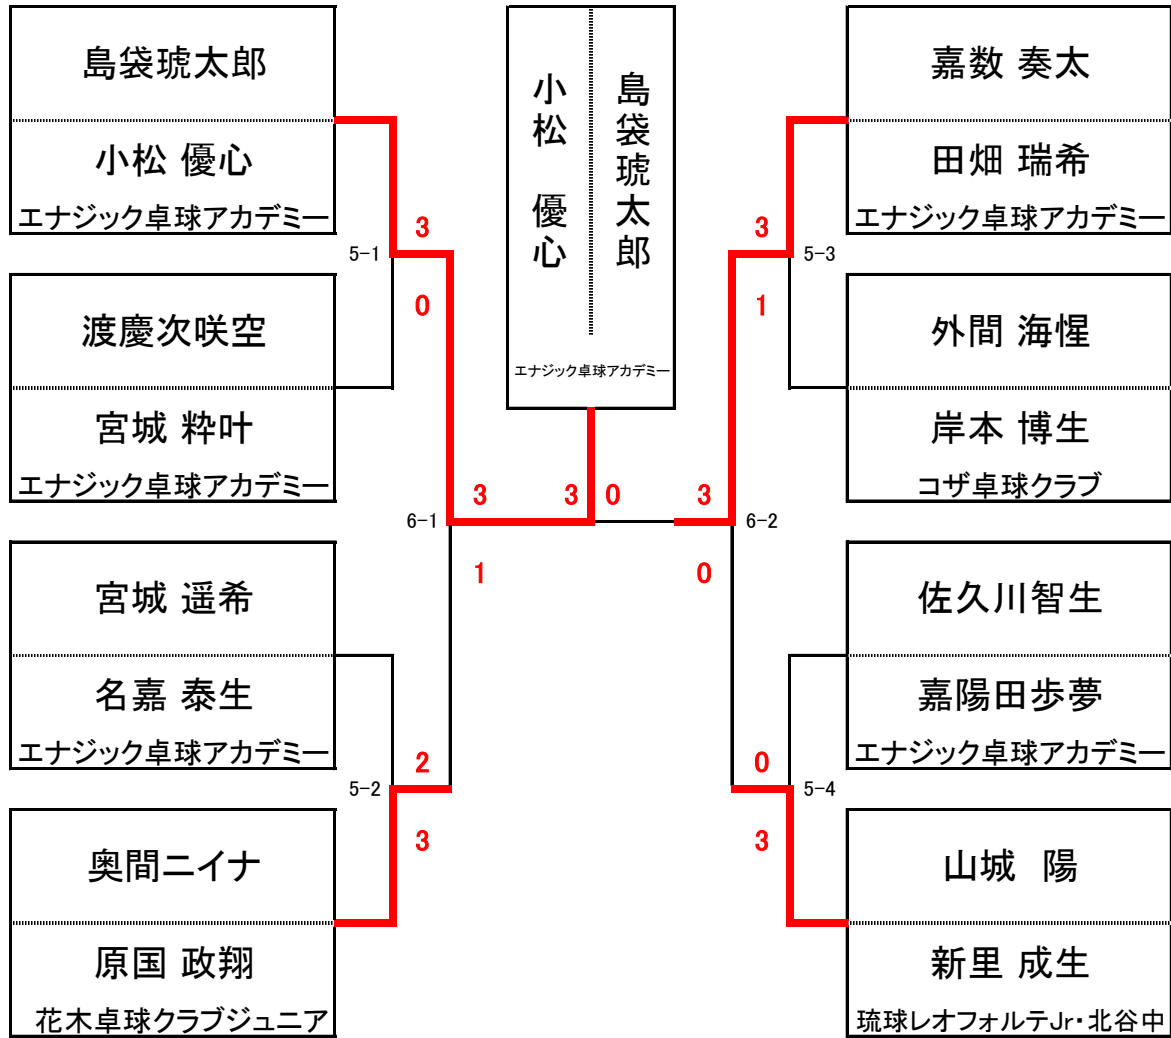 島袋琥太郎
小松 優心
エナジック卓球アカデミー
5-1
3
0
渡慶次咲空
宮城 粋叶
エナジック卓球アカデミー
6-1
3
1
宮城 遥希
名嘉 泰生
エナジック卓球アカデミー
5-2
2
3
奥間ニイナ
原国 政翔
花木卓球クラブジュニア
島袋琥太郎
小松 優心
エナジック卓球アカデミー
3
0
嘉数 奏太
田畑 瑞希
エナジック卓球アカデミー
3
5-3
1
外間 海惺
岸本 博生
コザ卓球クラブ
3
6-2
0
佐久川智生
嘉陽田歩夢
エナジック卓球アカデミー
0
5-4
3
山城 陽
新里 成生
琉球レオフォルテJr・北谷中